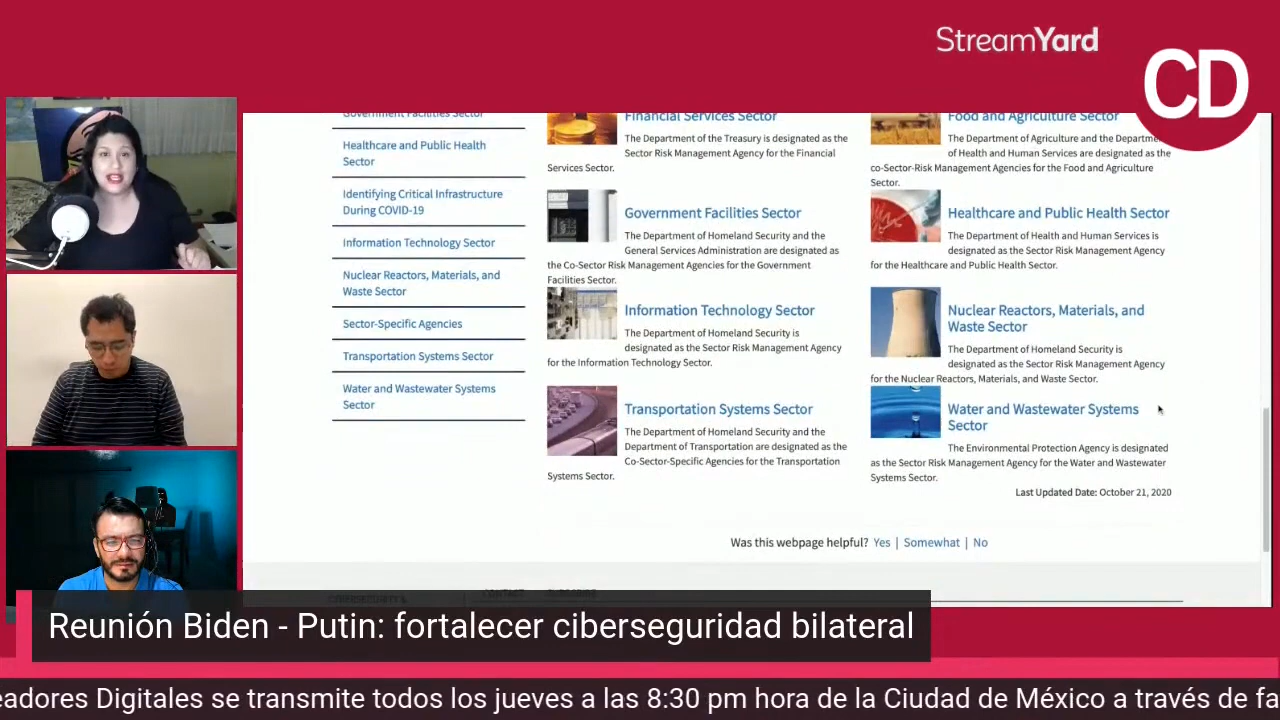 StreamYard
CD
Government Facilities Sector
Healthcare and Public Health
Sector
Identifying Critical Infrastructure
During COVID-19
Information Technology Sector
Nuclear Reactors, Materials, and
Waste Sector
Sector-Specific Agencies
Transportation Systems Sector
Water and Wastewater Systems
Sector
Financial Services Sector
The Department of the Treasury is designated as the
Sector Risk Management Agency for the Financial
Services Sector.
Food and Agriculture Sector
The Department of Agriculture and the Department
of Health and Human Services are designated as the
co-Sector-Risk Management Agencies for the Food and Agriculture
Sector.
Government Facilities Sector
The Department of Homeland Security and the
General Services Administration are designated as
the Co-Sector Risk Management Agencies for the Government
Facilities Sector.
Healthcare and Public Health Sector
The Department of Health and Human Services is
designated as the Sector Risk Management Agency
for the Healthcare and Public Health Sector.
Information Technology Sector
The Department of Homeland Security is
designated as the Sector Risk Management Agency
for the Information Technology Sector.
Nuclear Reactors, Materials, and
Waste Sector
The Department of Homeland Security is
designated as the Sector Risk Management Agency
for the Nuclear Reactors, Materials, and Waste Sector.
Transportation Systems Sector
The Department of Homeland Security and the
Department of Transportation are designated as the
Co-Sector-Specific Agencies for the Transportation
Systems Sector.
Water and Wastewater Systems
Sector
The Environmental Protection Agency is designated
as the Sector Risk Management Agency for the Water and Wastewater
Systems Sector.
Last Updated Date: October 21, 2020
Was this webpage helpful? Yes | Somewhat | No
Reunión Biden - Putin: fortalecer ciberseguridad bilateral
eadores Digitales se transmite todos los jueves a las 8:30 pm hora de la Ciudad de México a través de fa